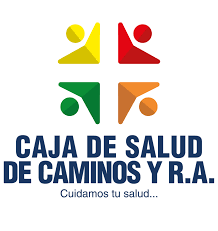 CAJA DE SALUD
DE CAMINOS Y R.A.
Cuidamos tu salud...